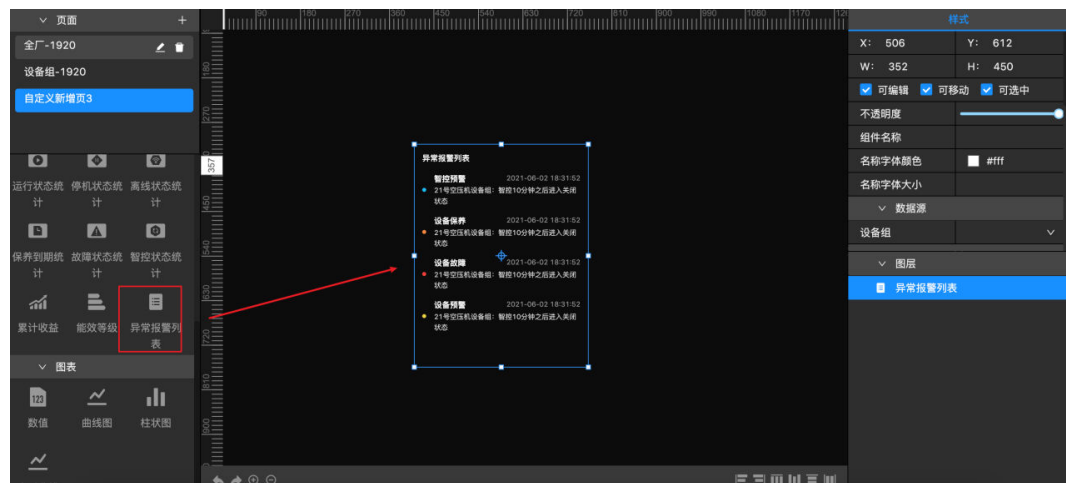 页面 +
全厂-1920
设备组-1920
自定义新增页3
运行状态统计
停机状态统计
离线状态统计
保养到期统计
故障状态统计
智控状态统计
累计收益
能效等级
异常报警列表
图表
123
数值
曲线图
柱状图
90 180 270 360 450 540 630 720 810 900 990 1080 1170
180
270
357
450
540
630
720
810
900
异常报警列表
智控预警 2021-06-02 18:31:52
21号空压机设备组：智控10分钟之后进入关闭
状态
设备保养 2021-06-02 18:31:52
21号空压机设备组：智控10分钟之后进入关闭
状态
设备故障 2021-06-02 18:31:52
21号空压机设备组：智控10分钟之后进入关闭
状态
设备预警 2021-06-02 18:31:52
21号空压机设备组：智控10分钟之后进入关闭
状态
样式
X: 506 Y: 612
W: 352 H: 450
可编辑 可移动 可选中
不透明度
组件名称
名称字体颜色 #fff
名称字体大小
数据源
设备组
图层
异常报警列表